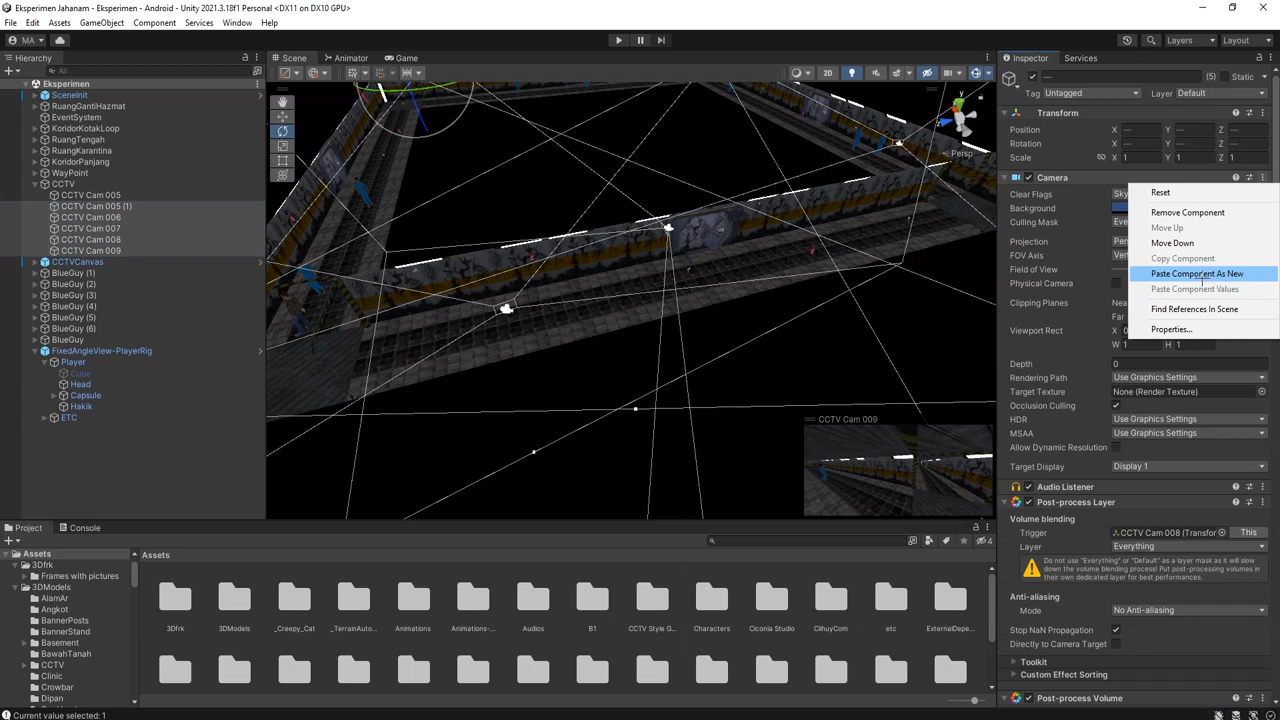 Eksperimen Jahanam - Eksperimen - Android - Unity 2021.3.18f1 Personal <DX11 on DX10 GPU>
File Edit Assets GameObject Component Services Window Help
MA
Layers Layout
Hierarchy
All
Eksperimen
SceneInit
RuangGantiHazmat
EventSystem
KoridorKotakLoop
RuangTengah
RuangKarantina
KoridorPanjang
WayPoint
CCTV
CCTV Cam 005
CCTV Cam 005 (1)
CCTV Cam 006
CCTV Cam 007
CCTV Cam 008
CCTV Cam 009
CCTVCanvas
BlueGuy (1)
BlueGuy (2)
BlueGuy (3)
BlueGuy (4)
BlueGuy (5)
BlueGuy (6)
BlueGuy
FixedAngleView-PlayerRig
Player
Cube
Head
Capsule
Hakik
ETC
Scene Animator Game
2D
y
z
Persp
CCTV Cam 009
Inspector Services
— (5) Static
Tag Untagged Layer Default
Transform
Position X — Y — Z —
Rotation X — Y — Z —
Scale X 1 Y 1 Z 1
Camera
Clear Flags
Background
Culling Mask
Projection
FOV Axis
Field of View
Physical Camera
Clipping Planes
Far
Viewport Rect
W 1 H 1
Reset
Remove Component
Move Up
Move Down
Copy Component
Paste Component As New
Paste Component Values
Find References In Scene
Properties...
Depth 0
Rendering Path Use Graphics Settings
Target Texture None (Render Texture)
Occlusion Culling
HDR Use Graphics Settings
MSAA Use Graphics Settings
Allow Dynamic Resolution
Target Display Display 1
Audio Listener
Post-process Layer
Volume blending
Trigger CCTV Cam 008 (Transfor This
Layer Everything
Do not use "Everything" or "Default" as a layer mask as it will slow
down the volume blending process! Put post-processing volumes in
their own dedicated layer for best performances.
Anti-aliasing
Mode No Anti-aliasing
Stop NaN Propagation
Directly to Camera Target
Toolkit
Custom Effect Sorting
Post-process Volume
Project Console
4
Assets
3Dfrk
Frames with pictures
3DModels
AlamAr
Angkot
BannerPosts
BannerStand
Basement
BawahTanah
CCTV
Clinic
Crowbar
Dipan
Assets
3Dfrk 3DModels _Creepy_Cat _TerrainAuto... Animations Animations-... Audios B1 CCTV Style G... Characters Ciconia Studio ClihuyCom etc ExternalDepe...
Current value selected: 1